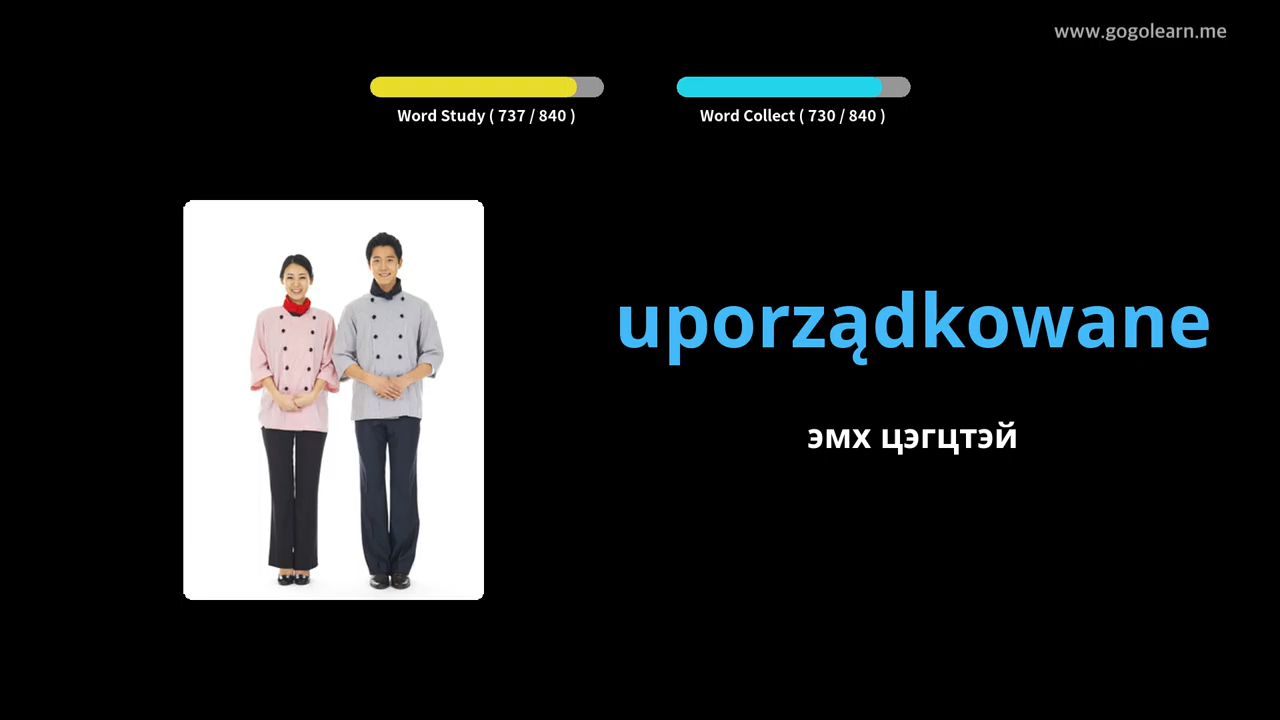 www.gogolearn.me
Word Study ( 737 / 840 )
Word Collect ( 730 / 840 )
uporządkowane
эмх цэгцтэй